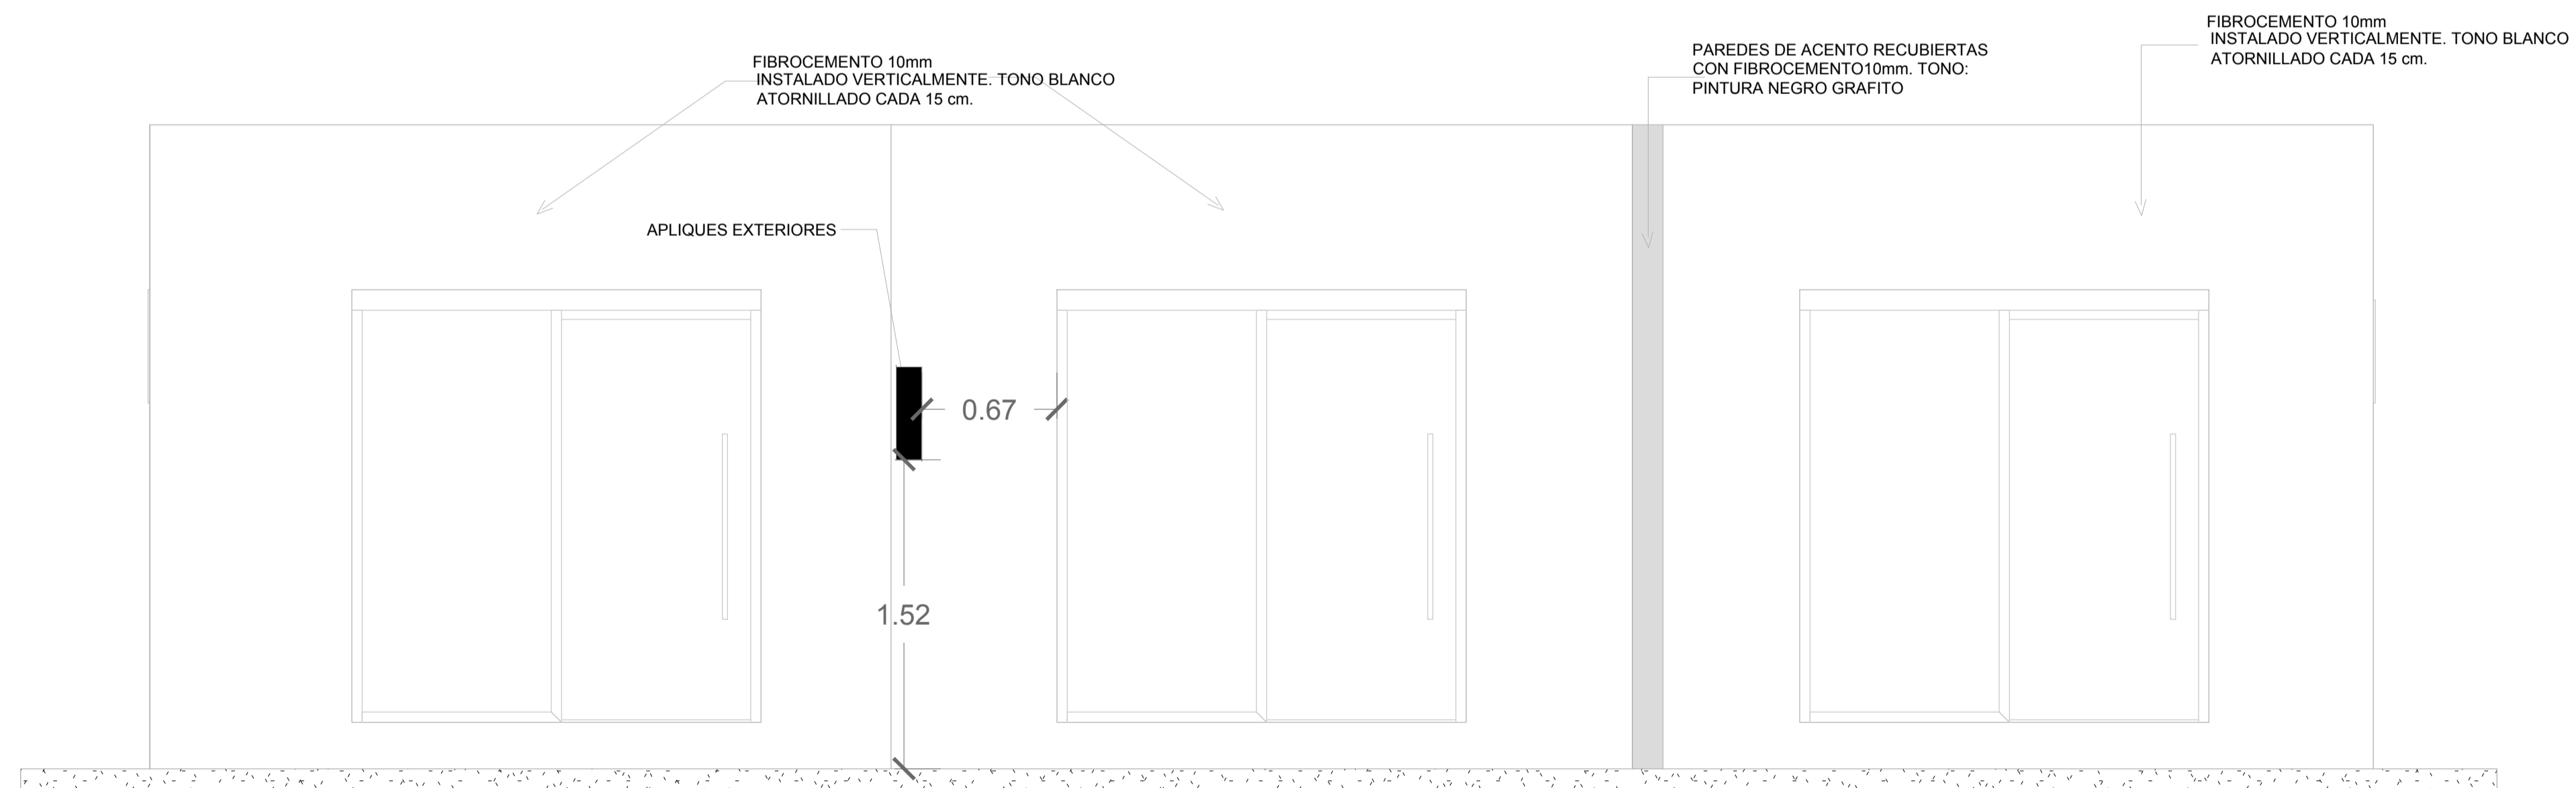 FIBROCEMENTO 10mm
INSTALADO VERTICALMENTE. TONO BLANCO
ATORNILLADO CADA 15 cm.
PAREDES DE ACENTO RECUBIERTAS
CON FIBROCEMENTO10mm. TONO:
PINTURA NEGRO GRAFITO
FIBROCEMENTO 10mm
INSTALADO VERTICALMENTE. TONO BLANCO
ATORNILLADO CADA 15 cm.
APLIQUES EXTERIORES
0.67
1.52